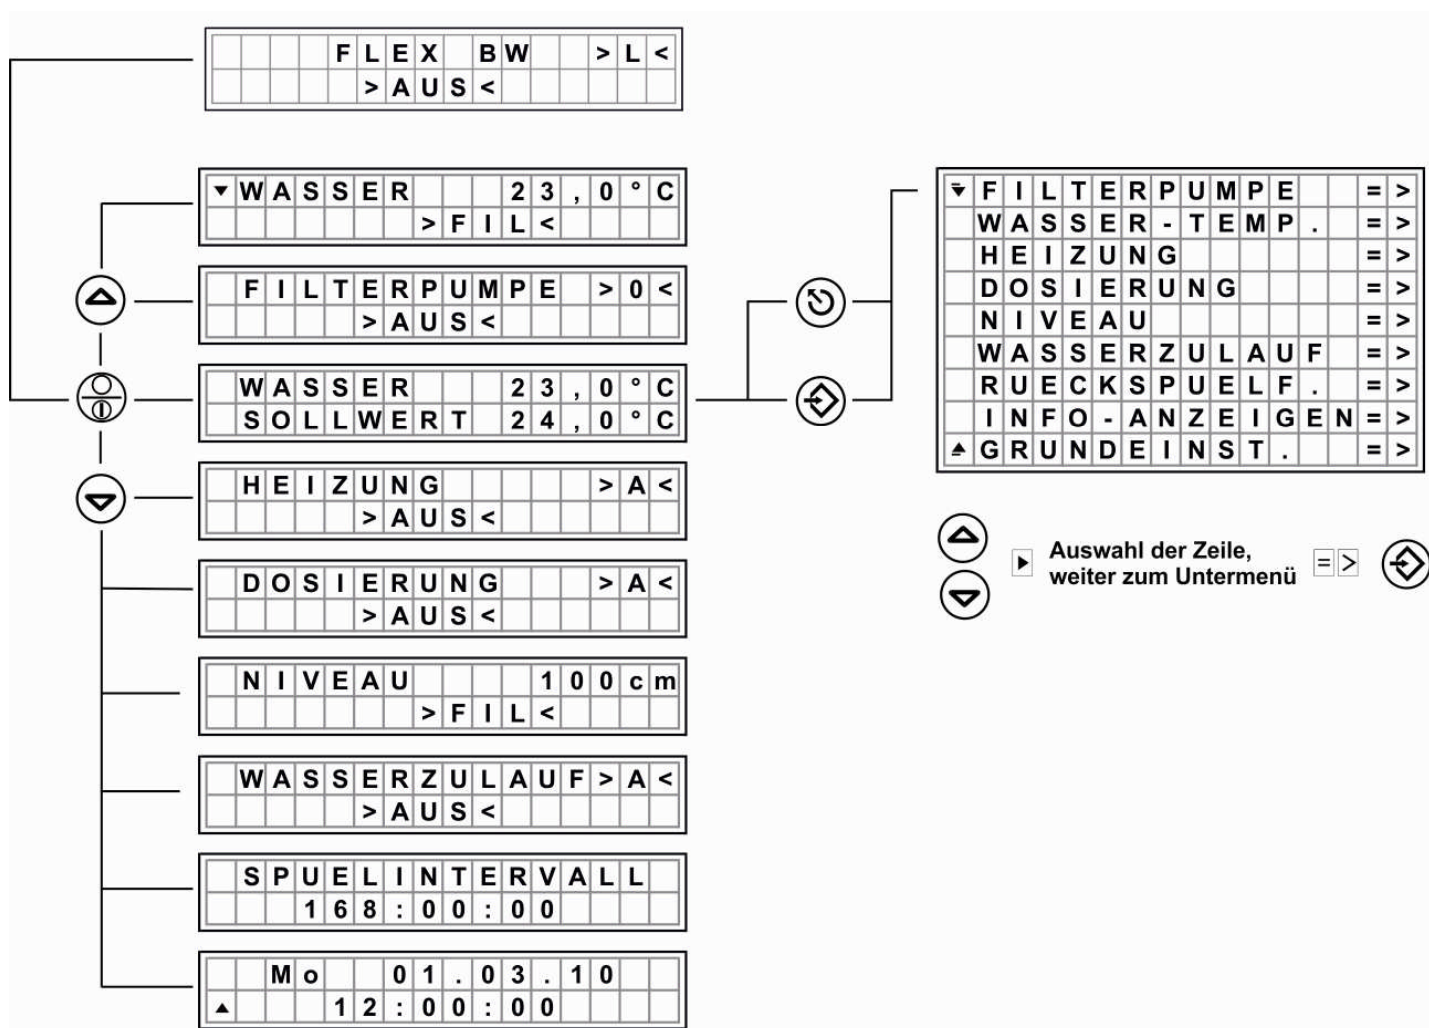 FLEX BW >L<
>AUS<
▼WASSER 23,0°C
>FIL<
FILTERPUMPE >0<
>AUS<
WASSER 23,0°C
SOLLWERT 24,0°C
HEIZUNG >A<
>AUS<
DOSIERUNG >A<
>AUS<
NIVEAU 100cm
>FIL<
WASSERZULAUF>A<
>AUS<
SPUELINTERVALL
168:00:00
Mo 01.03.10
▲ 12:00:00
FILTERPUMPE =>
WASSER-TEMP. =>
HEIZUNG =>
DOSIERUNG =>
NIVEAU =>
WASSERZULAUF =>
RUECKSPUELF. =>
INFO-ANZEIGEN=>
GRUNDEINST. =>
Auswahl der Zeile,
weiter zum Untermenü =>